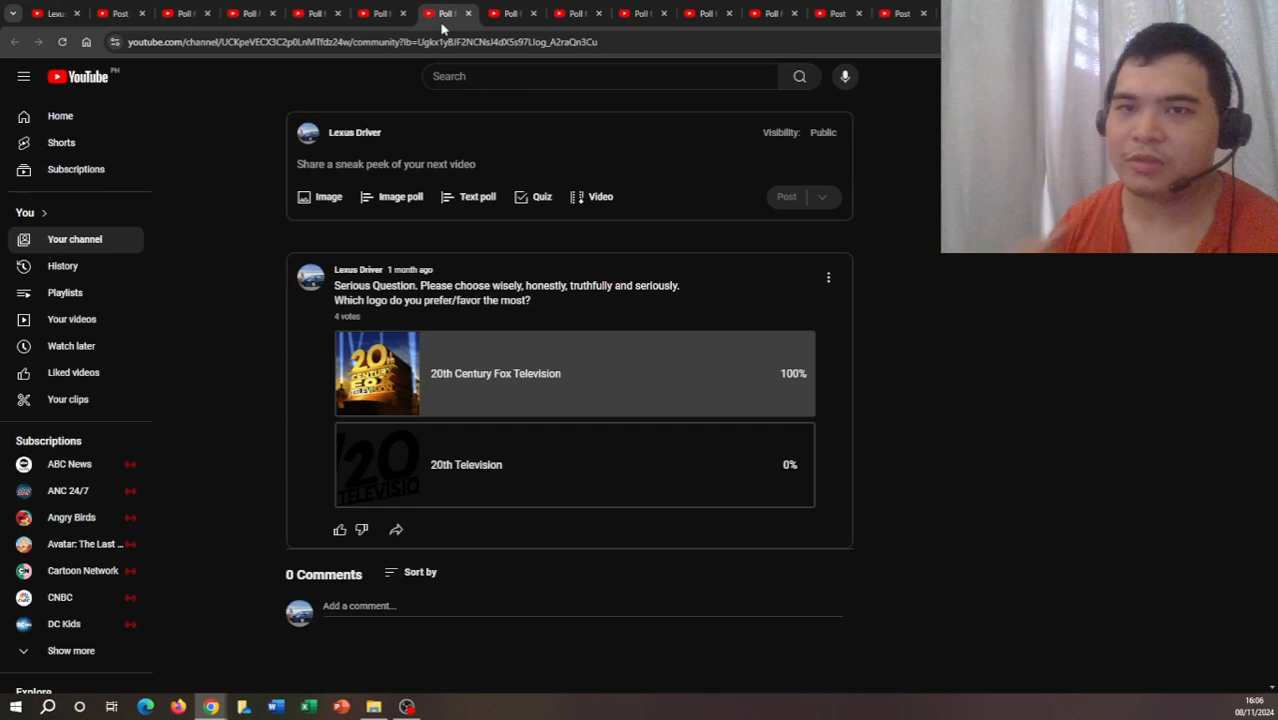 Lexus
Post
Poll f
Poll f
Poll f
Poll f
Poll f
Poll f
Poll f
Poll f
Poll f
Lexus
Post
Post
youtube.com/channel/UCKpeVECX3C2p0LnMTfdz24w/community?lb=Ugkx1yBJF2NCNsJ4dX5s97Llog_A2raQn3Cu
YouTube PH
Search
Home
Shorts
Subscriptions
You
Your channel
History
Playlists
Your videos
Watch later
Liked videos
Your clips
Subscriptions
ABC News
ANC 24/7
Angry Birds
Avatar: The Last ...
Cartoon Network
CNBC
DC Kids
Show more
Lexus Driver
Visibility: Public
Share a sneak peek of your next video
Image
Image poll
Text poll
Quiz
Video
Post
Lexus Driver 1 month ago
Serious Question. Please choose wisely, honestly, truthfully and seriously.
Which logo do you prefer/favor the most?
4 votes
20th
CENTURY
FOX
TELEVISION
20th Century Fox Television
100%
20
TELEVISIO
20th Television
0%
0 Comments
Sort by
Add a comment...
16:06
08/11/2024